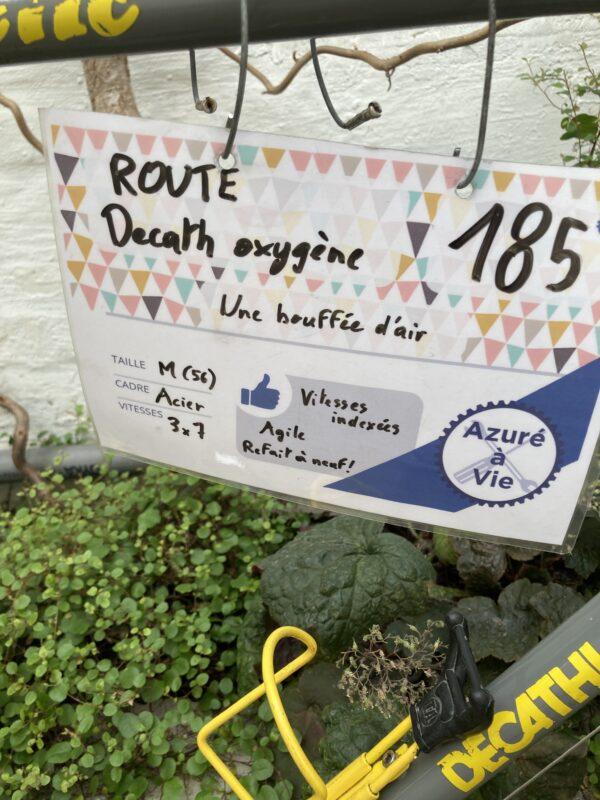 ROUTE
185
Decath oxygène
Une bouffée d'air
TAILLE M (56)
CADRE Acier
VITESSES 3x7
Vitesses
indexées
Agile
Refait à neuf!
Azuré
à
Vie
DECATHL